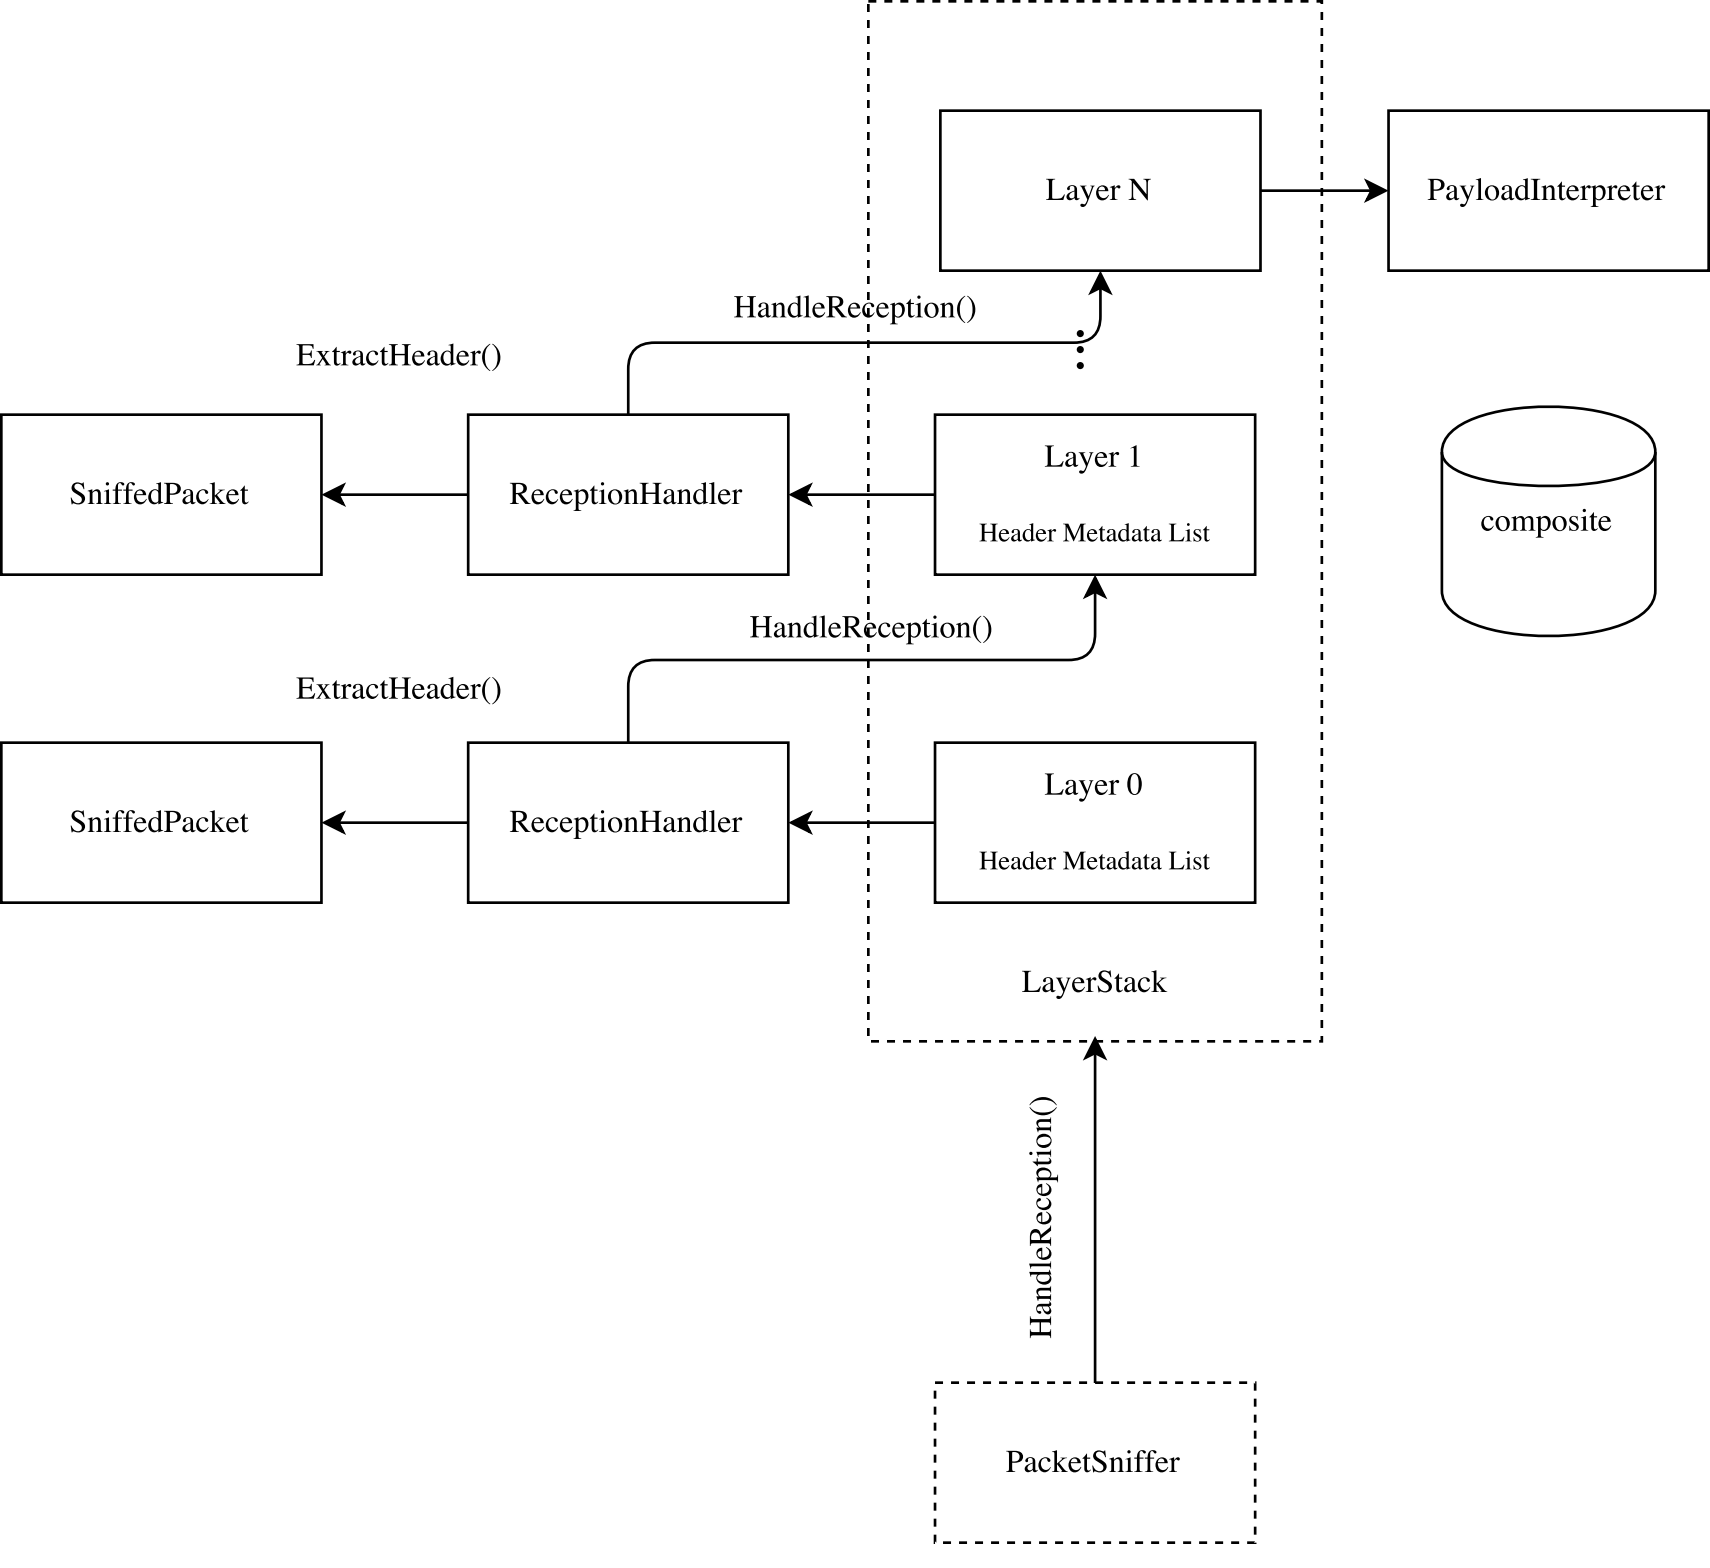 Layer N
PayloadInterpreter
HandleReception()
ExtractHeader()
SniffedPacket
ReceptionHandler
Layer 1
Header Metadata List
composite
HandleReception()
ExtractHeader()
SniffedPacket
ReceptionHandler
Layer 0
Header Metadata List
LayerStack
HandleReception()
PacketSniffer